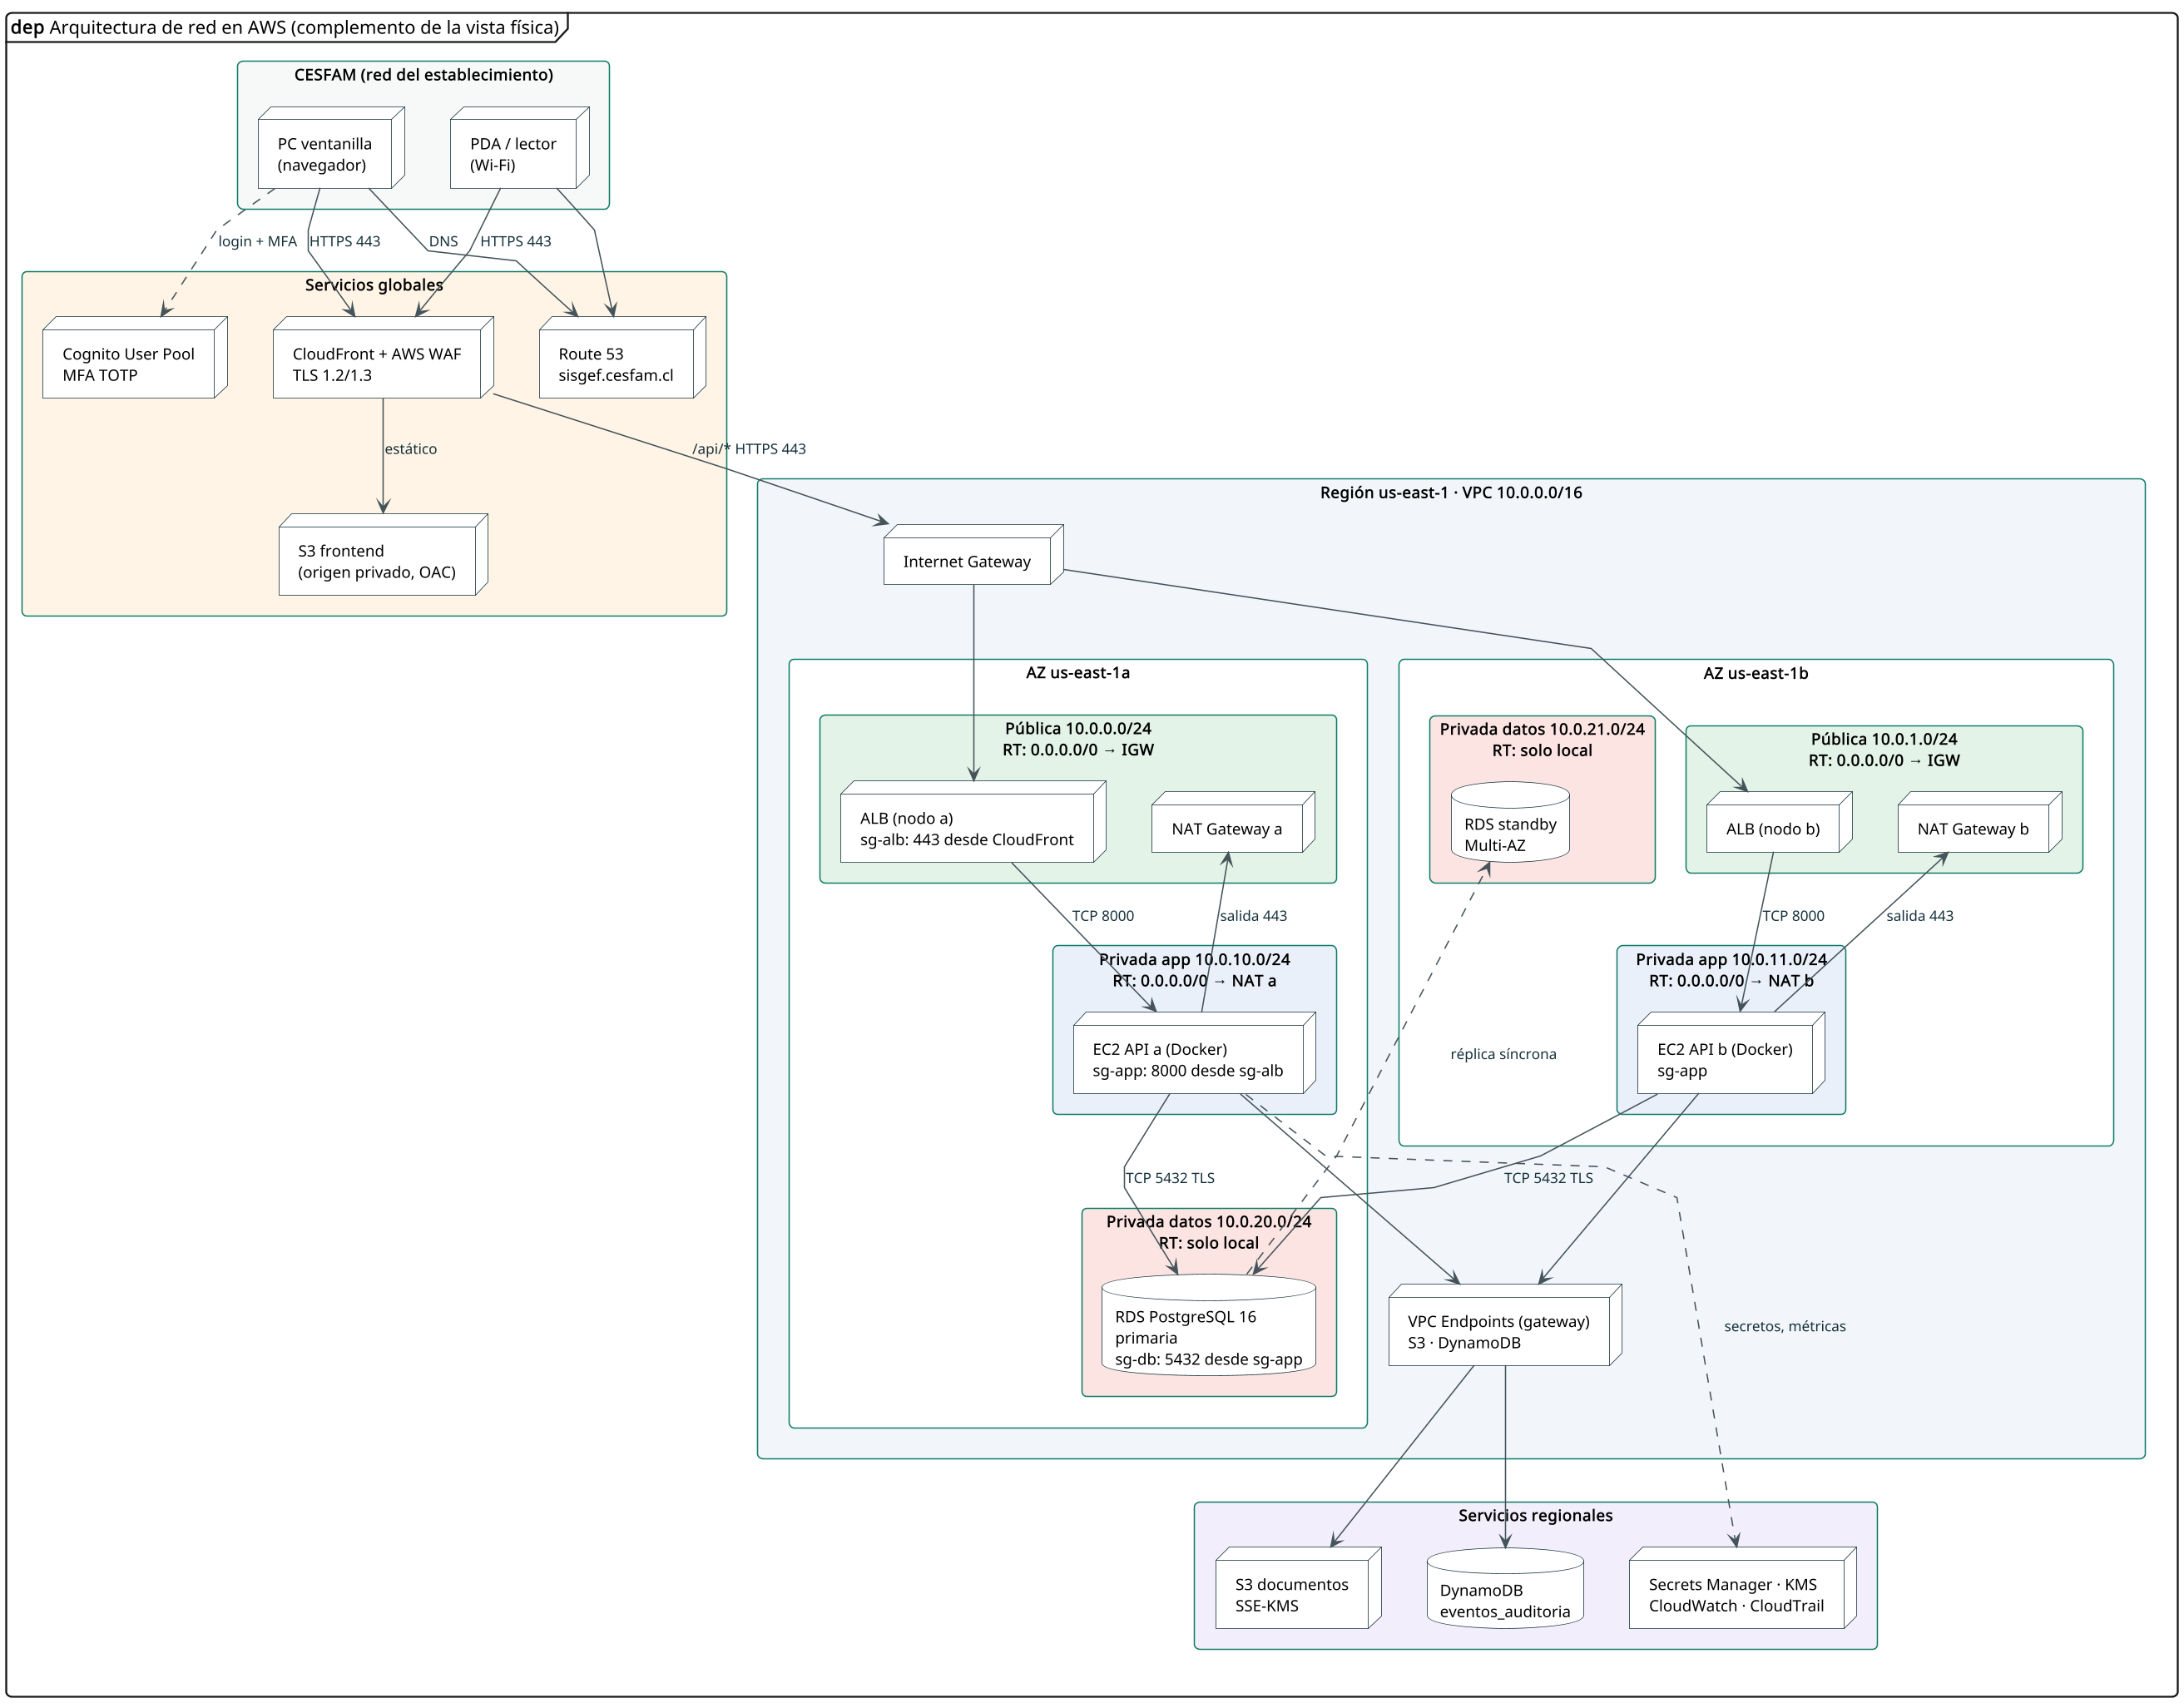 dep Arquitectura de red en AWS (complemento de la vista física)
CESFAM (red del establecimiento)
PC ventanilla
(navegador)
PDA / lector
(Wi-Fi)
login + MFA
HTTPS 443
DNS
HTTPS 443
Servicios globales
Cognito User Pool
MFA TOTP
CloudFront + AWS WAF
TLS 1.2/1.3
Route 53
sisgef.cesfam.cl
estático
/api/* HTTPS 443
S3 frontend
(origen privado, OAC)
Región us-east-1 · VPC 10.0.0.0/16
Internet Gateway
AZ us-east-1a
Pública 10.0.0.0/24
RT: 0.0.0.0/0 → IGW
ALB (nodo a)
sg-alb: 443 desde CloudFront
NAT Gateway a
TCP 8000
salida 443
Privada app 10.0.10.0/24
RT: 0.0.0.0/0 → NAT a
EC2 API a (Docker)
sg-app: 8000 desde sg-alb
TCP 5432 TLS
Privada datos 10.0.20.0/24
RT: solo local
RDS PostgreSQL 16
primaria
sg-db: 5432 desde sg-app
AZ us-east-1b
Privada datos 10.0.21.0/24
RT: solo local
RDS standby
Multi-AZ
Pública 10.0.1.0/24
RT: 0.0.0.0/0 → IGW
ALB (nodo b)
NAT Gateway b
TCP 8000
salida 443
Privada app 10.0.11.0/24
RT: 0.0.0.0/0 → NAT b
EC2 API b (Docker)
sg-app
réplica síncrona
TCP 5432 TLS
VPC Endpoints (gateway)
S3 · DynamoDB
secretos, métricas
Servicios regionales
S3 documentos
SSE-KMS
DynamoDB
eventos_auditoria
Secrets Manager · KMS
CloudWatch · CloudTrail